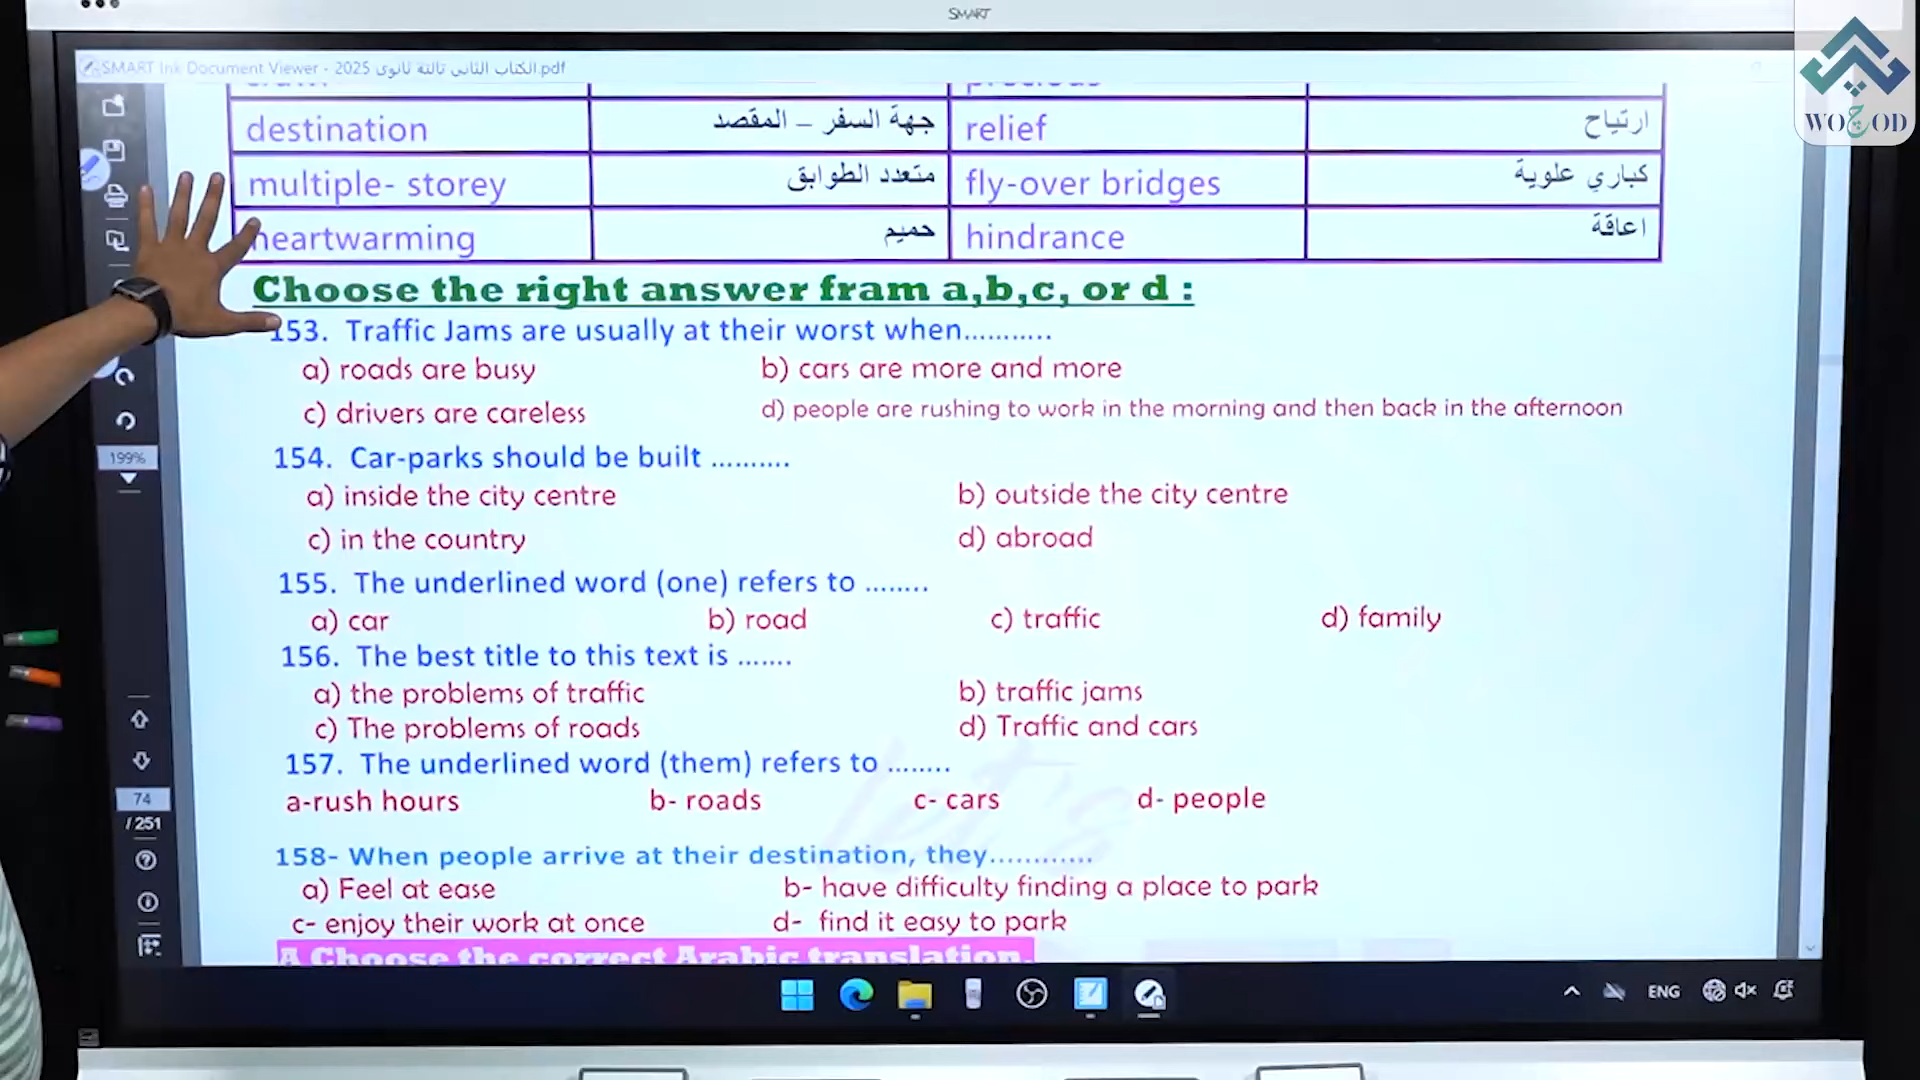 SMART
SMART Ink Document Viewer - 2025 الكتاب الثاني ثالثة ثانوي.pdf
WOجOD
precious
destination جهة السفر – المقصد relief ارتياح
multiple- storey متعدد الطوابق fly-over bridges كباري علوية
heartwarming حميم hindrance اعاقة
Choose the right answer fram a,b,c, or d :
153. Traffic Jams are usually at their worst when...........
a) roads are busy b) cars are more and more
c) drivers are careless d) people are rushing to work in the morning and then back in the afternoon
199%
154. Car-parks should be built ..........
a) inside the city centre b) outside the city centre
c) in the country d) abroad
155. The underlined word (one) refers to ........
a) car b) road c) traffic d) family
156. The best title to this text is .......
a) the problems of traffic b) traffic jams
c) The problems of roads d) Traffic and cars
157. The underlined word (them) refers to ........
a-rush hours b- roads c- cars d- people
74
/ 251
158- When people arrive at their destination, they............
a) Feel at ease b- have difficulty finding a place to park
c- enjoy their work at once d- find it easy to park
A Choose the correct Arabic translation.
ENG